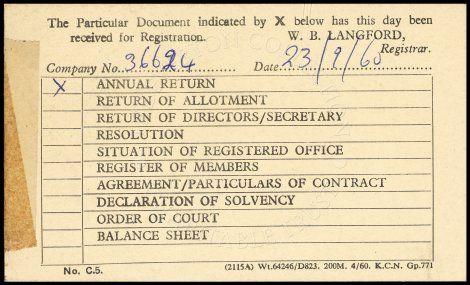 The Particular Document indicated by X below has this day been
received for Registration. W. B. LANGFORD,
Registrar.
Company No. 36624 Date 23/9/60
X ANNUAL RETURN
RETURN OF ALLOTMENT
RETURN OF DIRECTORS/SECRETARY
RESOLUTION
SITUATION OF REGISTERED OFFICE
REGISTER OF MEMBERS
AGREEMENT/PARTICULARS OF CONTRACT
DECLARATION OF SOLVENCY
ORDER OF COURT
BALANCE SHEET
No. C.5. (2115A) Wt.64246/D823. 200M. 4/60. K.C.N. Gp.771